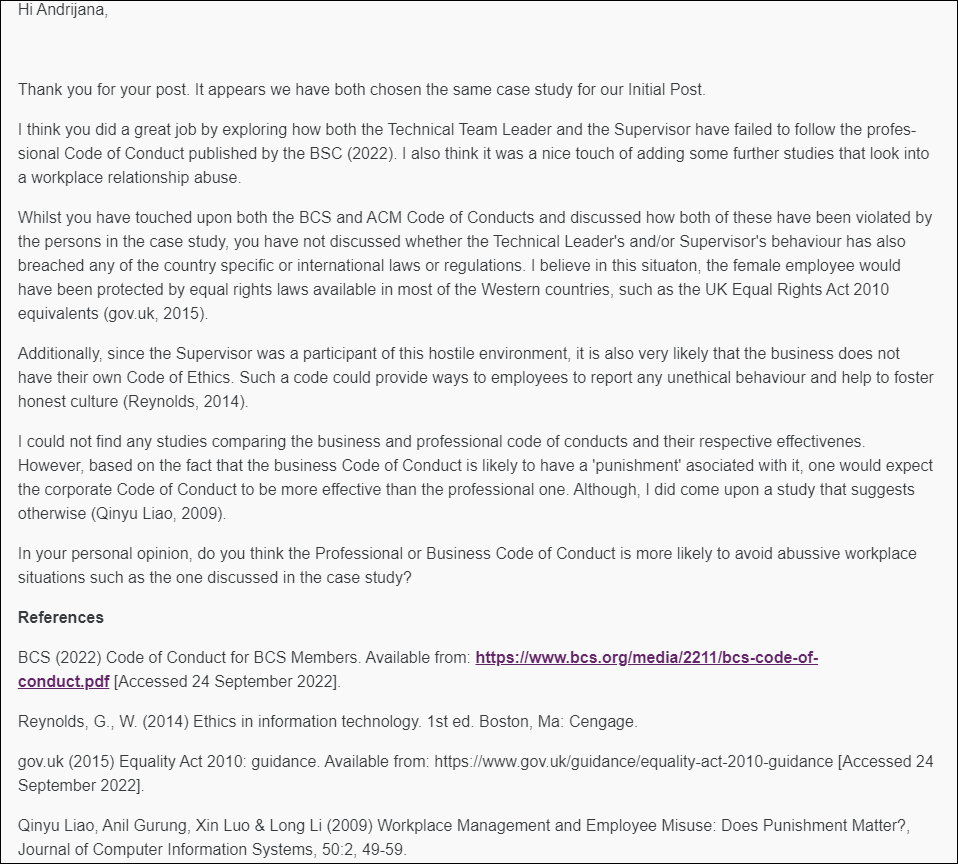 Hi Andrijana,
Thank you for your post. It appears we have both chosen the same case study for our Initial Post.
I think you did a great job by exploring how both the Technical Team Leader and the Supervisor have failed to follow the profes-
sional Code of Conduct published by the BSC (2022). I also think it was a nice touch of adding some further studies that look into
a workplace relationship abuse.
Whilst you have touched upon both the BCS and ACM Code of Conducts and discussed how both of these have been violated by
the persons in the case study, you have not discussed whether the Technical Leader's and/or Supervisor's behaviour has also
breached any of the country specific or international laws or regulations. I believe in this situaton, the female employee would
have been protected by equal rights laws available in most of the Western countries, such as the UK Equal Rights Act 2010
equivalents (gov.uk, 2015).
Additionally, since the Supervisor was a participant of this hostile environment, it is also very likely that the business does not
have their own Code of Ethics. Such a code could provide ways to employees to report any unethical behaviour and help to foster
honest culture (Reynolds, 2014).
I could not find any studies comparing the business and professional code of conducts and their respective effectivenes.
However, based on the fact that the business Code of Conduct is likely to have a 'punishment' asociated with it, one would expect
the corporate Code of Conduct to be more effective than the professional one. Although, I did come upon a study that suggests
otherwise (Qinyu Liao, 2009).
In your personal opinion, do you think the Professional or Business Code of Conduct is more likely to avoid abussive workplace
situations such as the one discussed in the case study?
References
BCS (2022) Code of Conduct for BCS Members. Available from: https://www.bcs.org/media/2211/bcs-code-of-
conduct.pdf [Accessed 24 September 2022].
Reynolds, G., W. (2014) Ethics in information technology. 1st ed. Boston, Ma: Cengage.
gov.uk (2015) Equality Act 2010: guidance. Available from: https://www.gov.uk/guidance/equality-act-2010-guidance [Accessed 24
September 2022].
Qinyu Liao, Anil Gurung, Xin Luo & Long Li (2009) Workplace Management and Employee Misuse: Does Punishment Matter?,
Journal of Computer Information Systems, 50:2, 49-59.